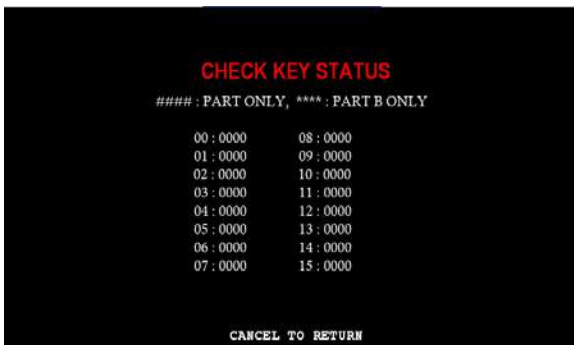 CHECK KEY STATUS
#### : PART ONLY, **** : PART B ONLY
00 : 0000 08 : 0000
01 : 0000 09 : 0000
02 : 0000 10 : 0000
03 : 0000 11 : 0000
04 : 0000 12 : 0000
05 : 0000 13 : 0000
06 : 0000 14 : 0000
07 : 0000 15 : 0000
CANCEL TO RETURN